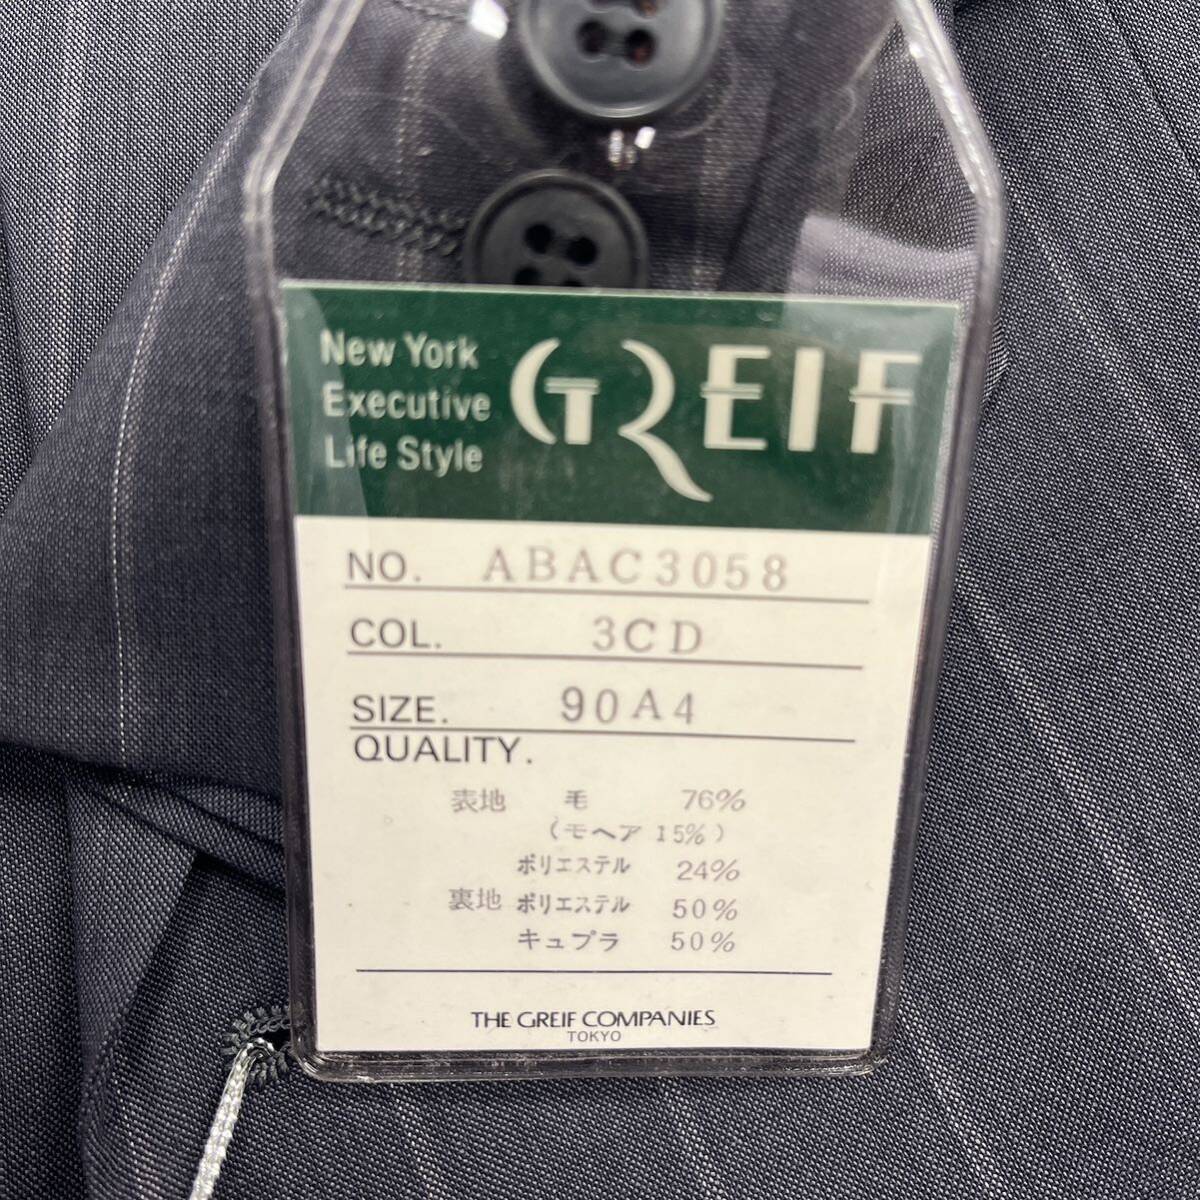 New York
Executive
Life Style
GREIF
NO. ABAC3058
COL. 3CD
SIZE. 90A4
QUALITY.
表地 毛 76%
(モヘア 15%)
ポリエステル 24%
裏地 ポリエステル 50%
キュプラ 50%
THE GREIF COMPANIES
TOKYO